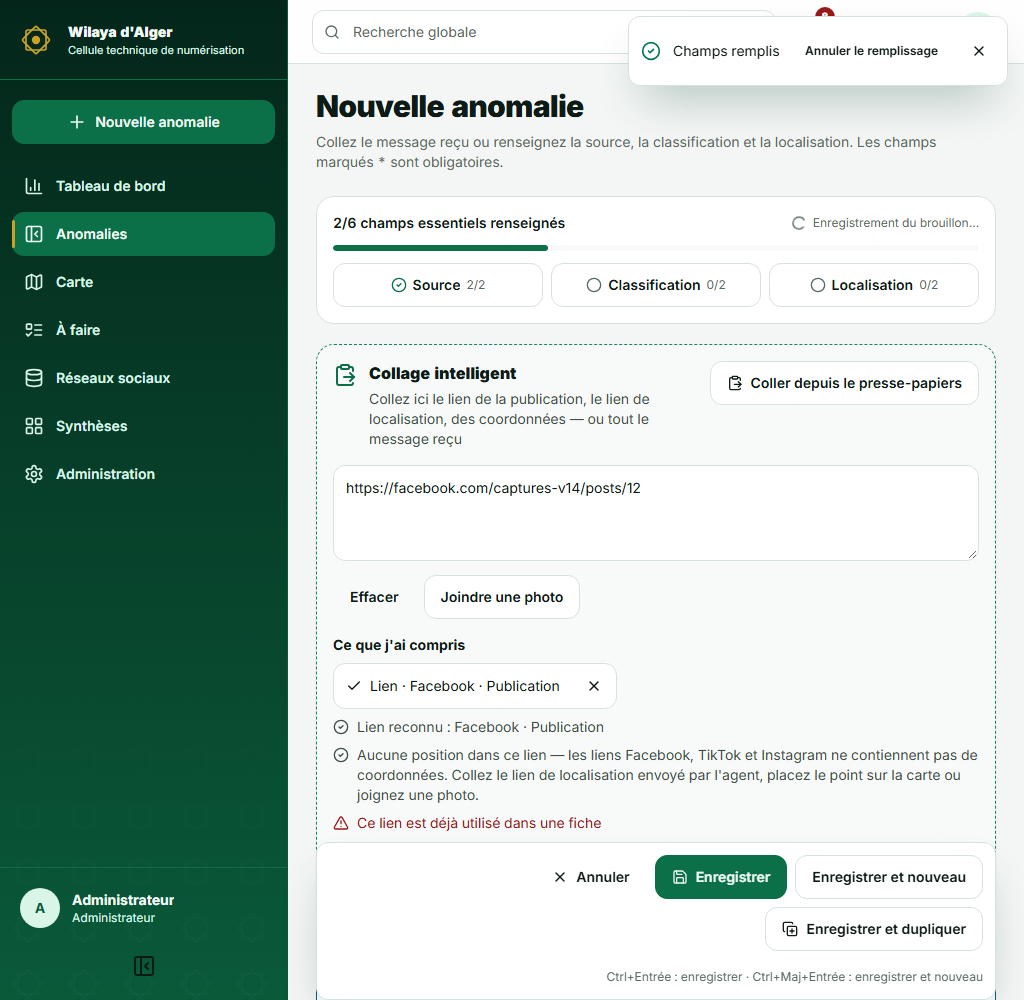 Wilaya d'Alger
Cellule technique de numérisation
Nouvelle anomalie
Tableau de bord
Anomalies
Carte
À faire
Réseaux sociaux
Synthèses
Administration
A
Administrateur
Administrateur
Recherche globale
Champs remplis
Annuler le remplissage
Nouvelle anomalie
Collez le message reçu ou renseignez la source, la classification et la localisation. Les champs
marqués * sont obligatoires.
2/6 champs essentiels renseignés
Enregistrement du brouillon…
Source 2/2
Classification 0/2
Localisation 0/2
Collage intelligent
Collez ici le lien de la publication, le lien de
localisation, des coordonnées — ou tout le
message reçu
Coller depuis le presse-papiers
https://facebook.com/captures-v14/posts/12
Effacer
Joindre une photo
Ce que j'ai compris
Lien · Facebook · Publication
Lien reconnu : Facebook · Publication
Aucune position dans ce lien — les liens Facebook, TikTok et Instagram ne contiennent pas de
coordonnées. Collez le lien de localisation envoyé par l'agent, placez le point sur la carte ou
joignez une photo.
Ce lien est déjà utilisé dans une fiche
Annuler
Enregistrer
Enregistrer et nouveau
Enregistrer et dupliquer
Ctrl+Entrée : enregistrer · Ctrl+Maj+Entrée : enregistrer et nouveau